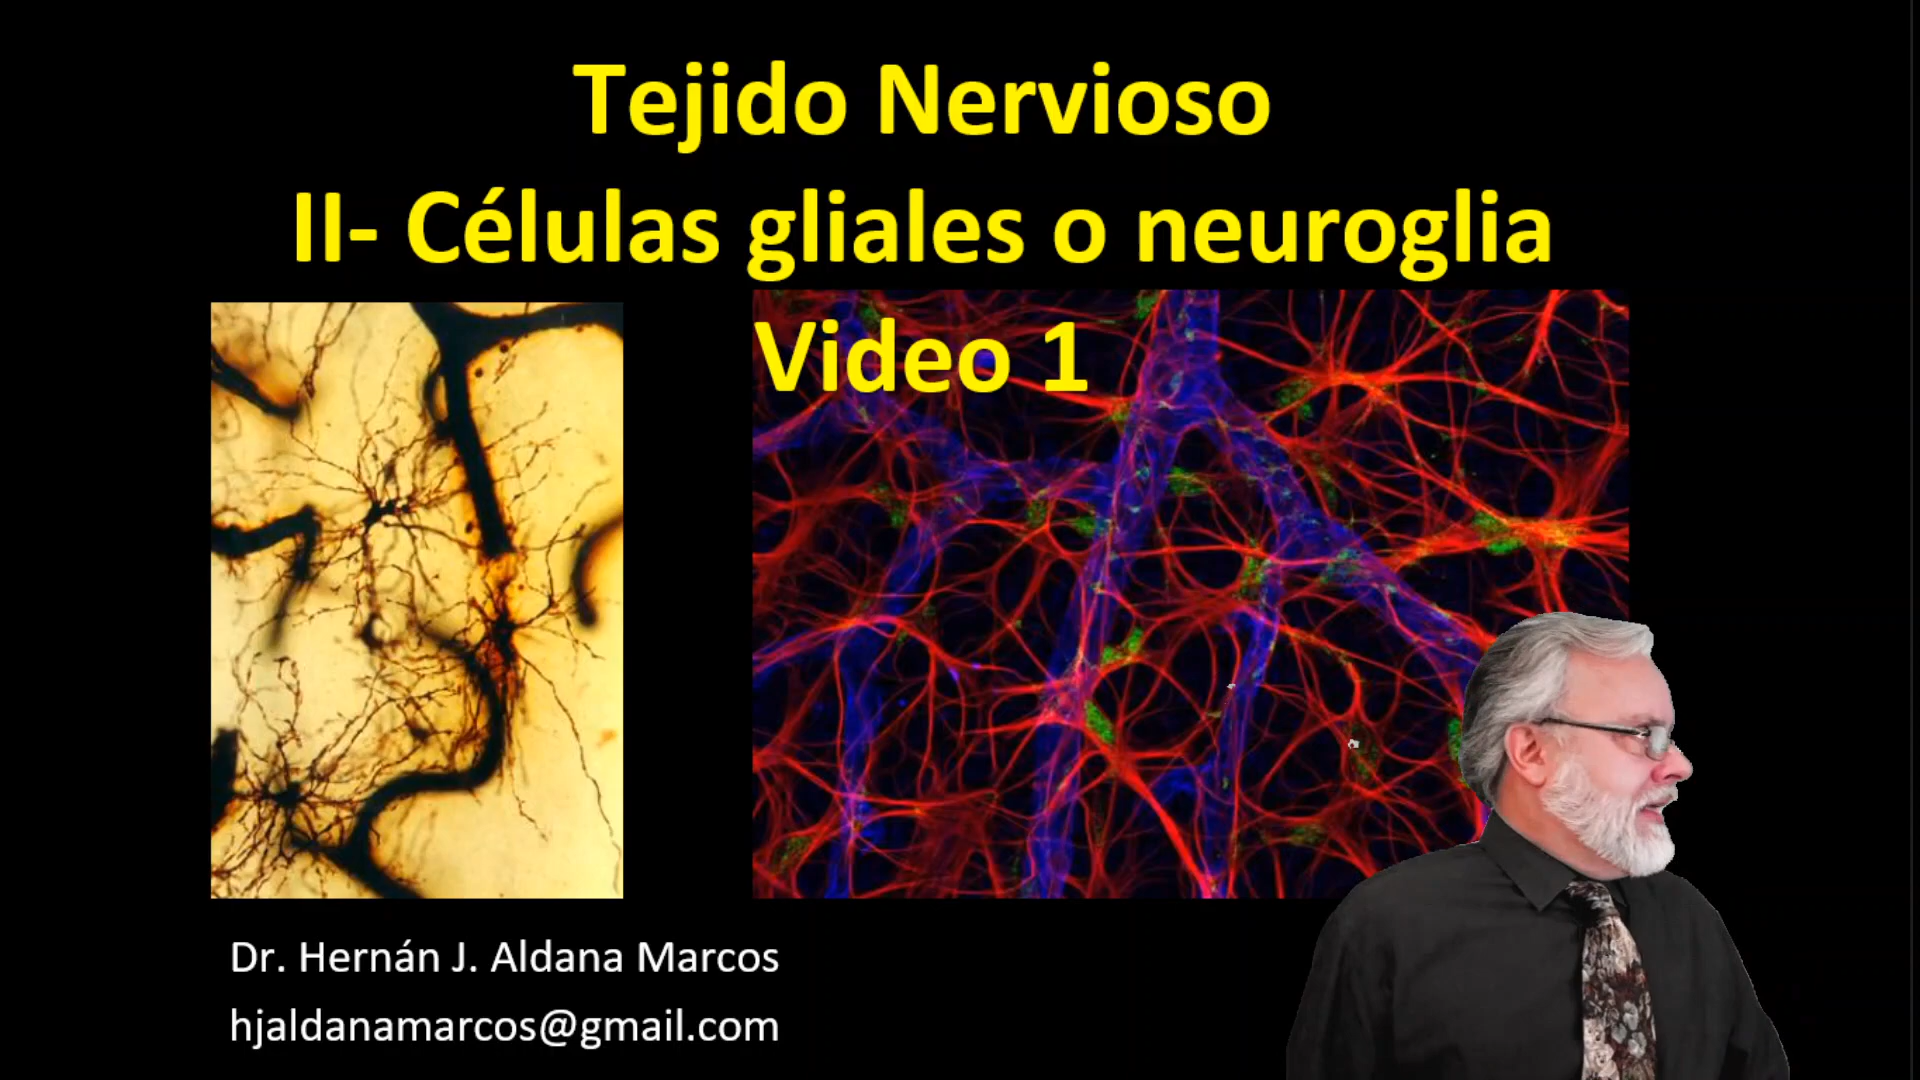 Tejido Nervioso
II- Células gliales o neuroglia
Video 1
Dr. Hernán J. Aldana Marcos
hjaldanamarcos@gmail.com